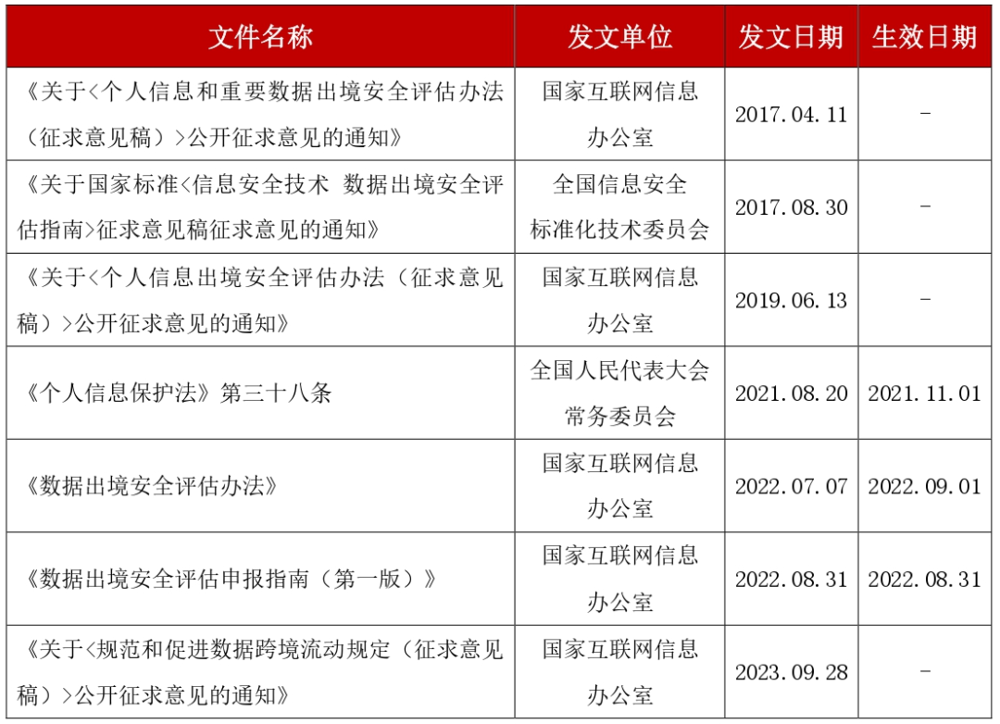 文件名称 发文单位 发文日期 生效日期
《关于<个人信息和重要数据出境安全评估办法
（征求意见稿）>公开征求意见的通知》
国家互联网信息
办公室
2017.04.11
-
《关于国家标准<信息安全技术 数据出境安全评
估指南>征求意见稿征求意见的通知》
全国信息安全
标准化技术委员会
2017.08.30
-
《关于<个人信息出境安全评估办法（征求意见
稿）>公开征求意见的通知》
国家互联网信息
办公室
2019.06.13
-
《个人信息保护法》第三十八条
全国人民代表大会
常务委员会
2021.08.20
2021.11.01
《数据出境安全评估办法》
国家互联网信息
办公室
2022.07.07
2022.09.01
《数据出境安全评估申报指南（第一版）》
国家互联网信息
办公室
2022.08.31
2022.08.31
《关于<规范和促进数据跨境流动规定（征求意见
稿）>公开征求意见的通知》
国家互联网信息
办公室
2023.09.28
-